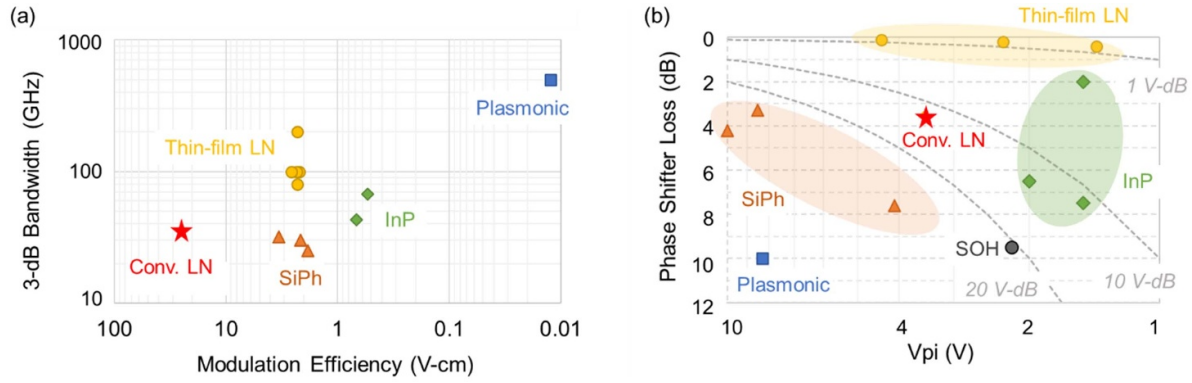 (a)
1000
100
10
3-dB Bandwidth (GHz)
Plasmonic
Thin-film LN
InP
Conv. LN
SiPh
100
10
1
0.1
0.01
Modulation Efficiency (V-cm)
(b)
Thin-film LN
0
2
4
6
8
10
12
Phase Shifter Loss (dB)
1 V-dB
Conv. LN
SiPh
InP
SOH
Plasmonic
20 V-dB
10 V-dB
10
4
2
1
Vpi (V)